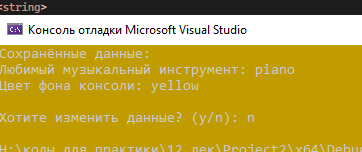 <string>
Консоль отладки Microsoft Visual Studio
Сохранённые данные:
Любимый музыкальный инструмент: piano
Цвет фона консоли: yellow
Хотите изменить данные? (y/n): n
H:\коды для практики\12 дек\Project2\x64\Debu